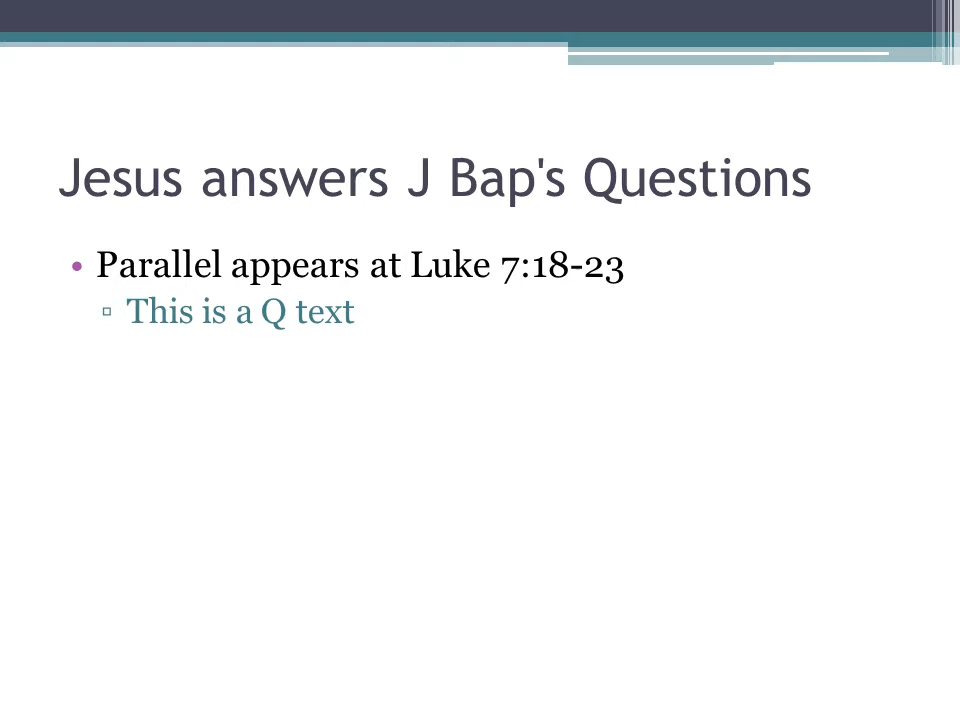 Jesus answers J Bap's Questions
• Parallel appears at Luke 7:18-23
▫ This is a Q text